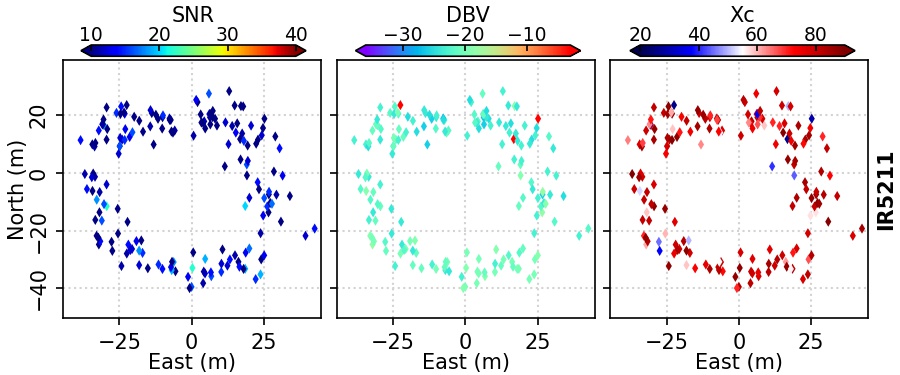 SNR DBV Xc
10 20 30 40 −30 −20 −10 20 40 60 80
North (m)
20
0
−20
−40
IR5211
−25 0 25 −25 0 25 −25 0 25
East (m) East (m) East (m)